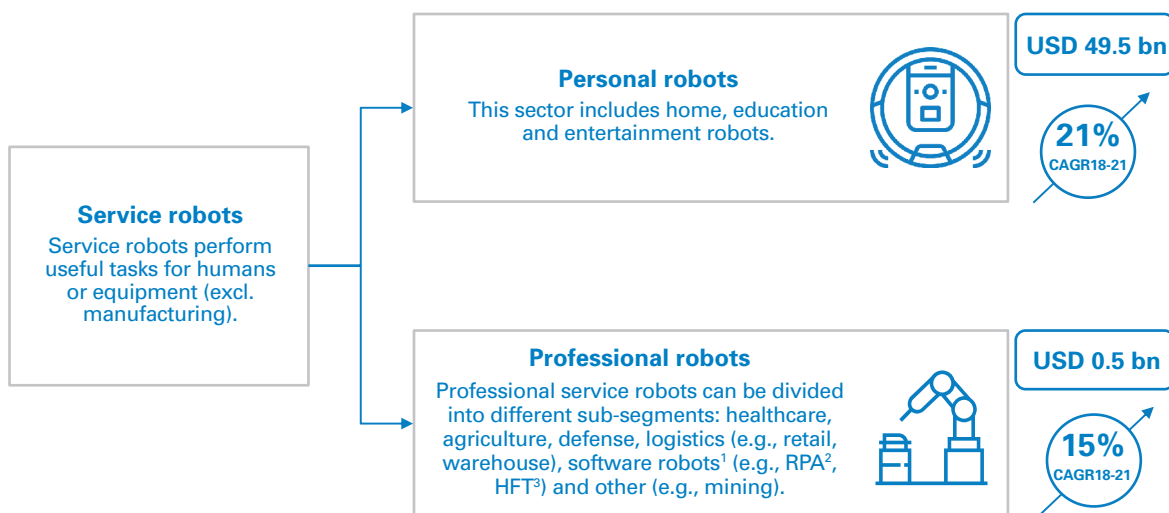 Service robots
Service robots perform
useful tasks for humans
or equipment (excl.
manufacturing).
Personal robots
This sector includes home, education
and entertainment robots.
USD 49.5 bn
21%
CAGR18-21
Professional robots
Professional service robots can be divided
into different sub-segments: healthcare,
agriculture, defense, logistics (e.g., retail,
warehouse), software robots¹ (e.g., RPA²,
HFT³) and other (e.g., mining).
USD 0.5 bn
15%
CAGR18-21